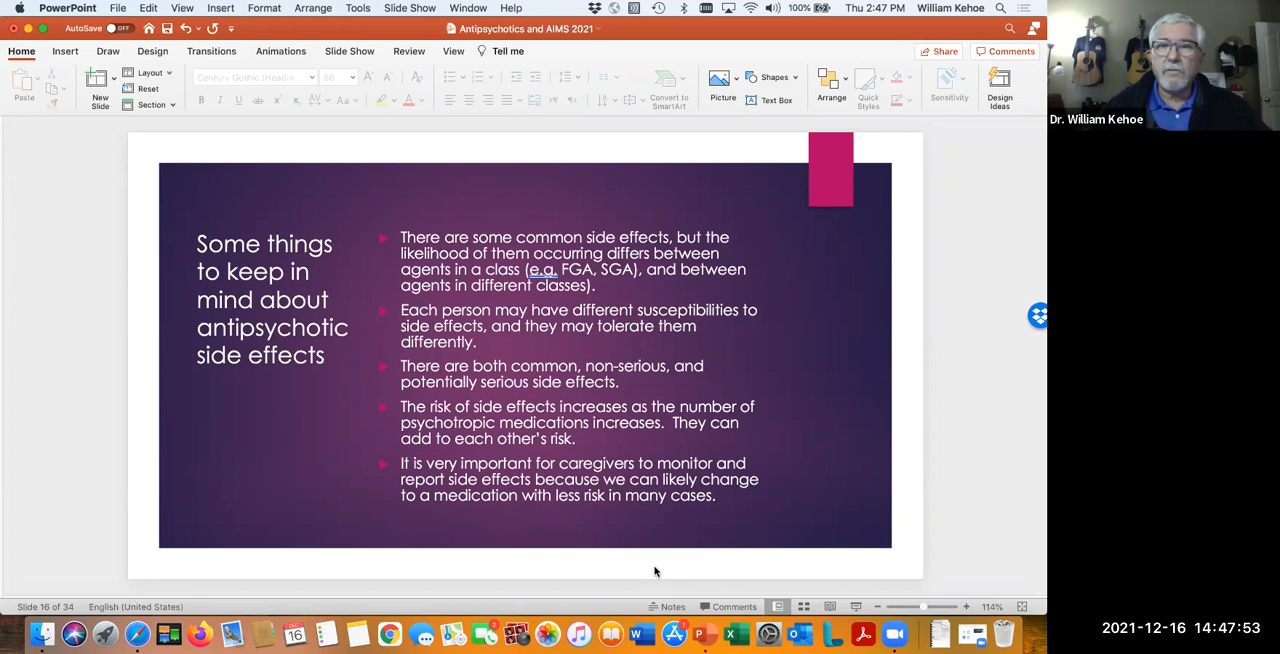 PowerPoint File Edit View Insert Format Arrange Tools Slide Show Window Help 100% Thu 2:47 PM William Kehoe
AutoSave OFF Antipsychotics and AIMS 2021
Home Insert Draw Design Transitions Animations Slide Show Review View Tell me Share Comments
Paste
New Slide
Layout
Reset
Section
Century Gothic (Headin... 56
Convert to SmartArt
Picture
Shapes
Text Box
Arrange
Quick Styles
Sensitivity
Design Ideas
Dr. William Kehoe
Some things
to keep in
mind about
antipsychotic
side effects
There are some common side effects, but the
likelihood of them occurring differs between
agents in a class (e.g. FGA, SGA), and between
agents in different classes).
Each person may have different susceptibilities to
side effects, and they may tolerate them
differently.
There are both common, non-serious, and
potentially serious side effects.
The risk of side effects increases as the number of
psychotropic medications increases. They can
add to each other's risk.
It is very important for caregivers to monitor and
report side effects because we can likely change
to a medication with less risk in many cases.
Slide 16 of 34 English (United States) Notes Comments 114%
16
2021-12-16 14:47:53